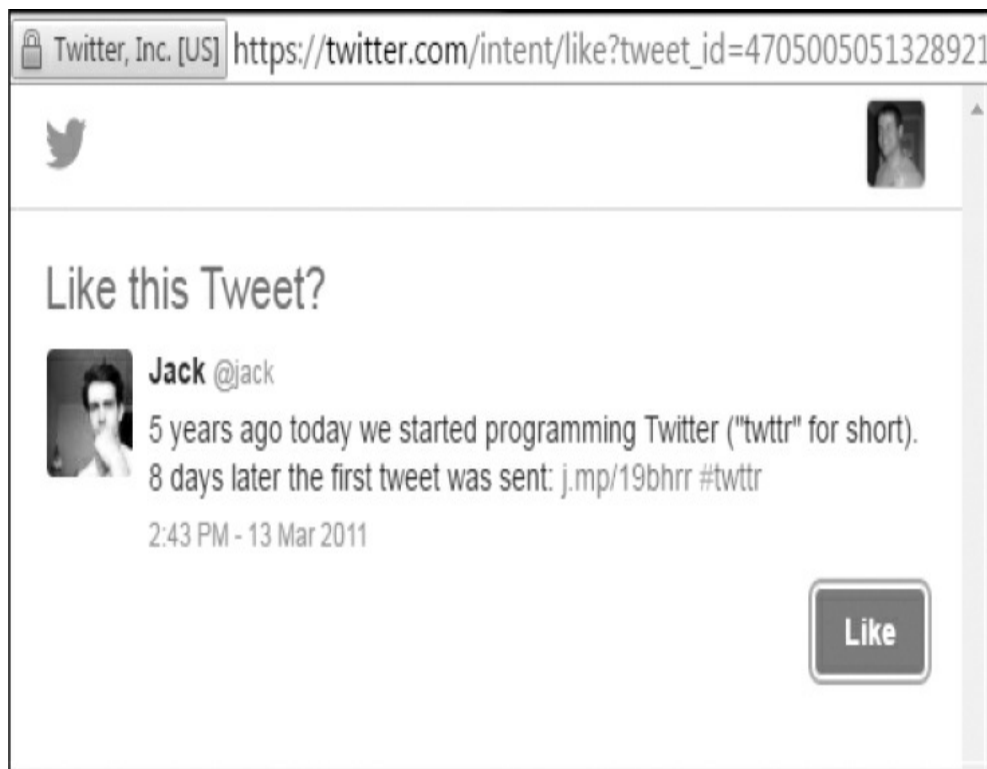 Twitter, Inc. [US] https://twitter.com/intent/like?tweet_id=4705005051328921
Like this Tweet?
Jack @jack
5 years ago today we started programming Twitter ("twttr" for short).
8 days later the first tweet was sent: j.mp/19bhrr #twttr
2:43 PM - 13 Mar 2011
Like